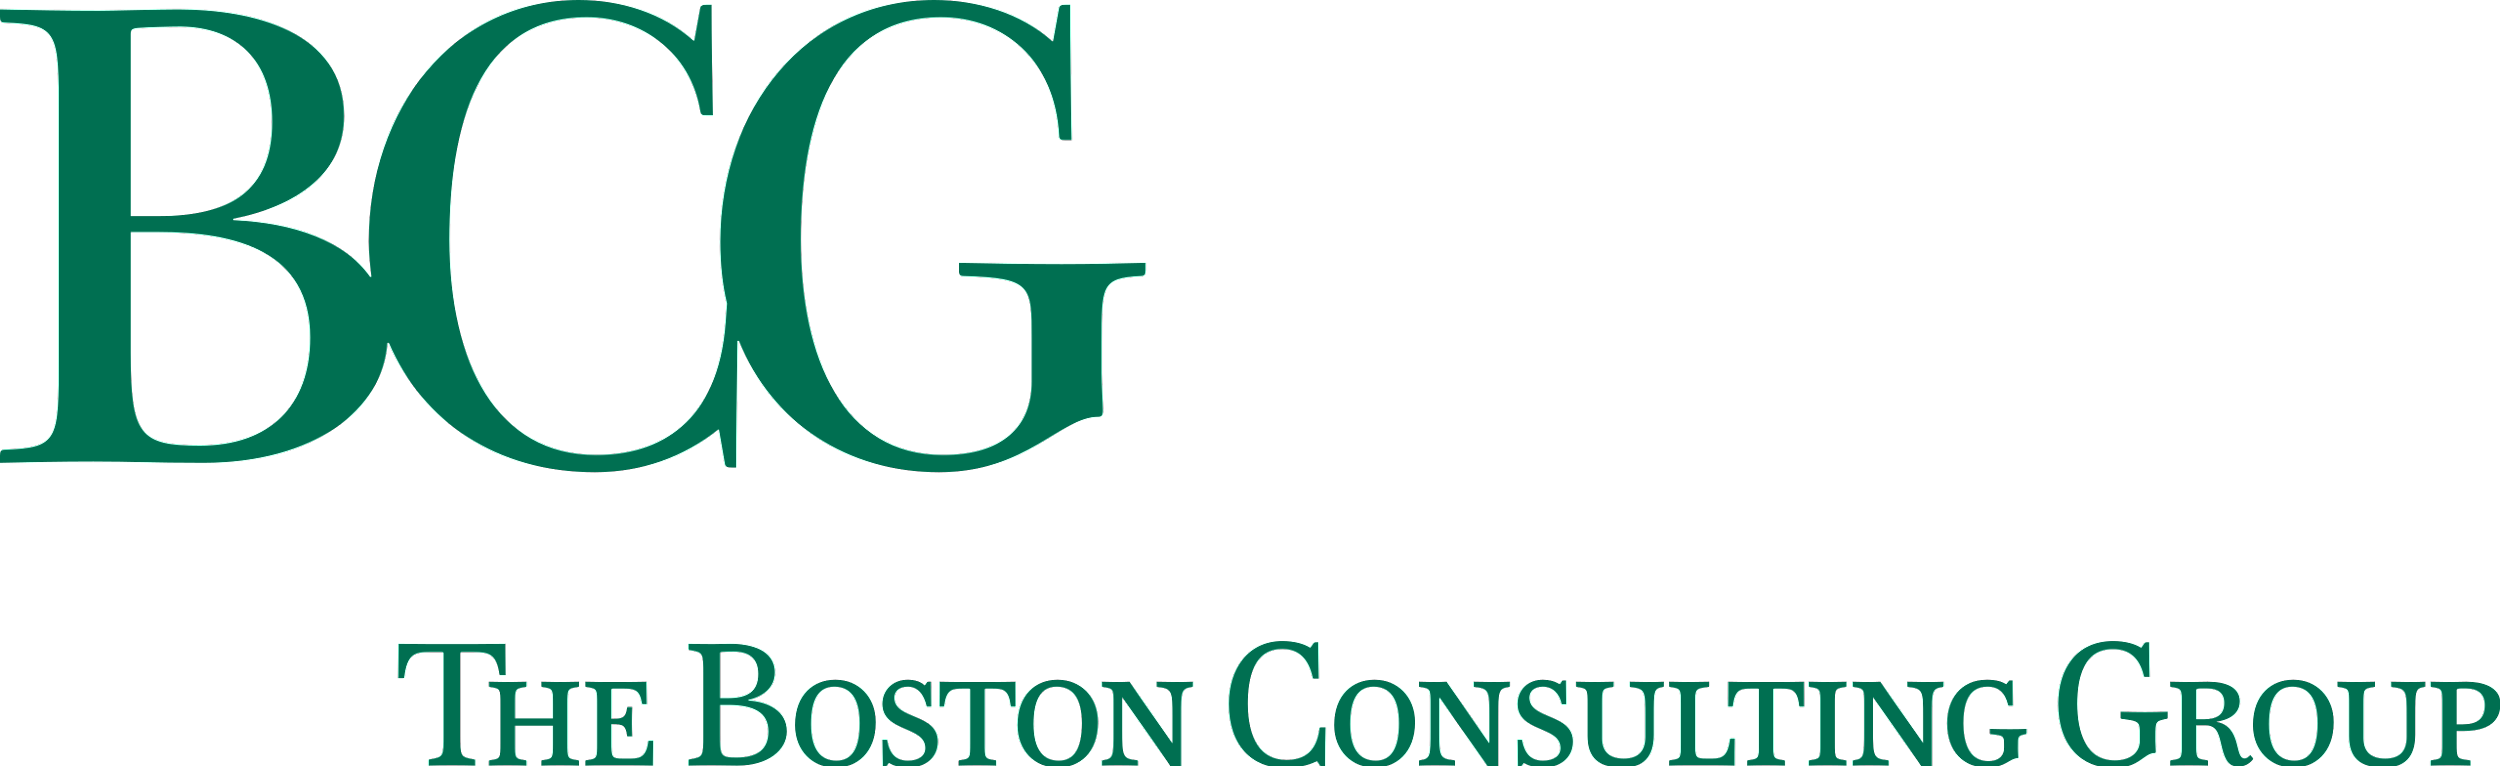 BCG
THE BOSTON CONSULTING GROUP